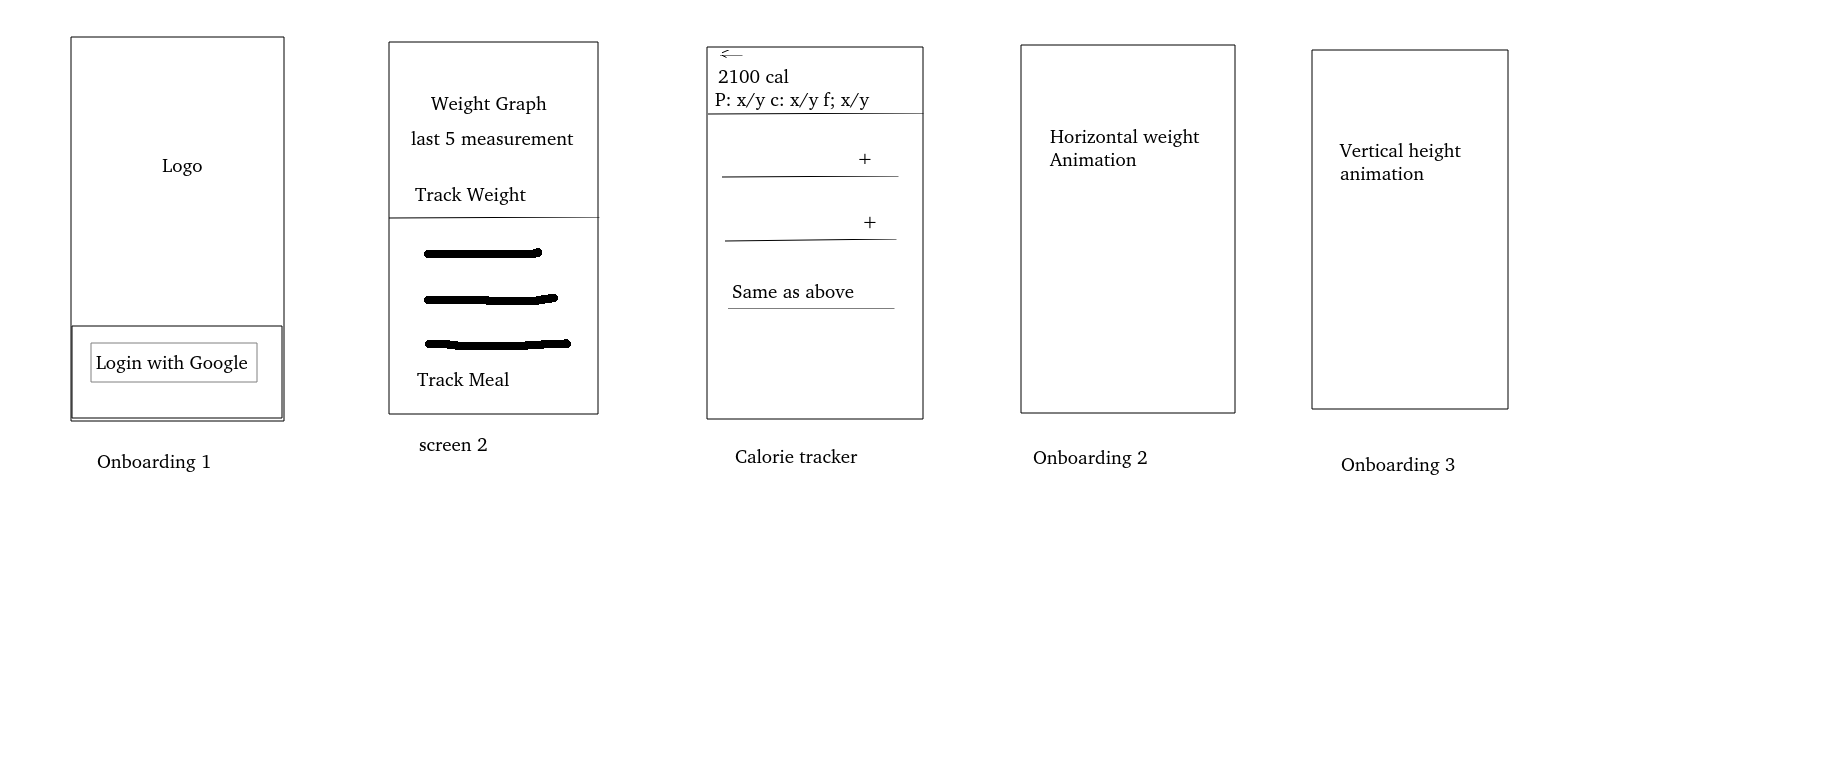 Logo
Login with Google
Onboarding 1
Weight Graph
last 5 measurement
Track Weight
Track Meal
screen 2
2100 cal
P: x/y c: x/y f; x/y
+
+
Same as above
Calorie tracker
Horizontal weight
Animation
Onboarding 2
Vertical height
animation
Onboarding 3